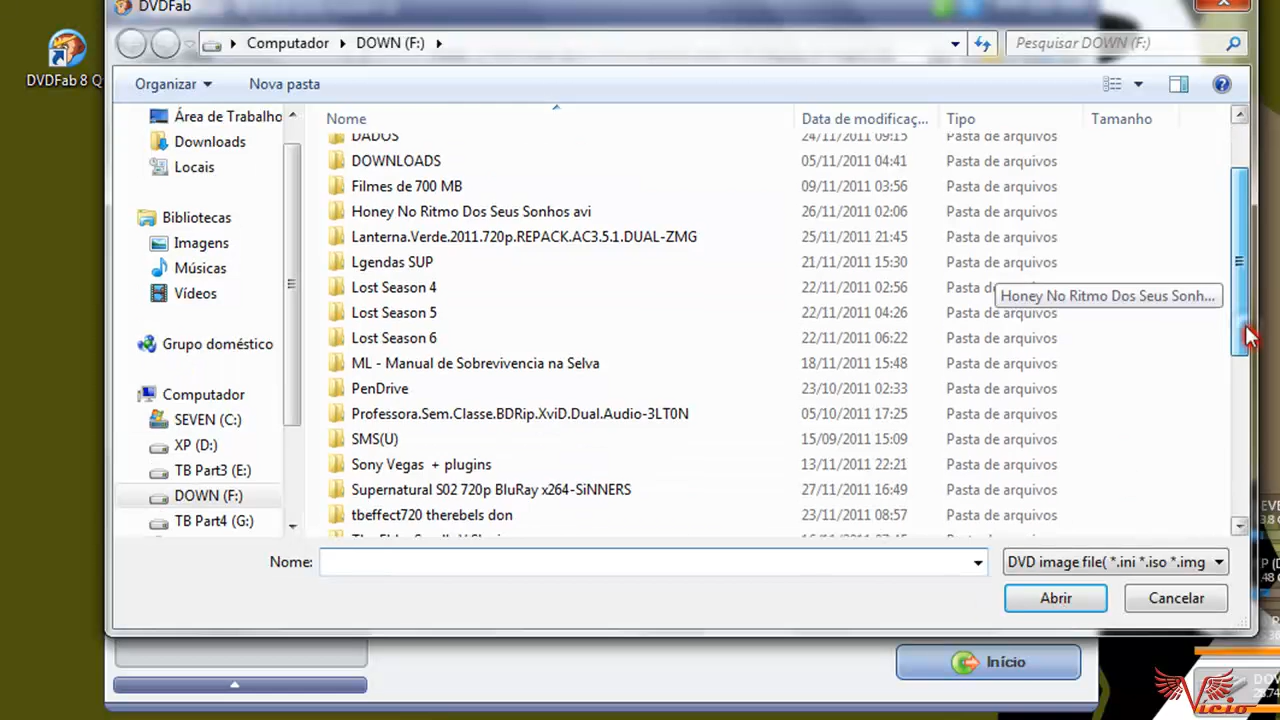 DVDFab
DVDFab 8 Q
Computador
DOWN (F:)
Pesquisar DOWN (F:)
Organizar
Nova pasta
Área de Trabalho
Downloads
Locais
Bibliotecas
Imagens
Músicas
Vídeos
Grupo doméstico
Computador
SEVEN (C:)
XP (D:)
TB Part3 (E:)
DOWN (F:)
TB Part4 (G:)
Nome Data de modificaç... Tipo Tamanho
DADOS 24/11/2011 09:15 Pasta de arquivos
DOWNLOADS 05/11/2011 04:41 Pasta de arquivos
Filmes de 700 MB 09/11/2011 03:56 Pasta de arquivos
Honey No Ritmo Dos Seus Sonhos avi 26/11/2011 02:06 Pasta de arquivos
Lanterna.Verde.2011.720p.REPACK.AC3.5.1.DUAL-ZMG 25/11/2011 21:45 Pasta de arquivos
Lgendas SUP 21/11/2011 15:30 Pasta de arquivos
Lost Season 4 22/11/2011 02:56 Pasta de arquivos
Honey No Ritmo Dos Seus Sonh...
Lost Season 5 22/11/2011 04:26 Pasta de arquivos
Lost Season 6 22/11/2011 06:22 Pasta de arquivos
ML - Manual de Sobrevivencia na Selva 18/11/2011 15:48 Pasta de arquivos
PenDrive 23/10/2011 02:33 Pasta de arquivos
Professora.Sem.Classe.BDRip.XviD.Dual.Audio-3LT0N 05/10/2011 17:25 Pasta de arquivos
SMS(U) 15/09/2011 15:09 Pasta de arquivos
Sony Vegas + plugins 13/11/2011 22:21 Pasta de arquivos
Supernatural S02 720p BluRay x264-SiNNERS 27/11/2011 16:49 Pasta de arquivos
tbeffect720 therebels don 23/11/2011 08:57 Pasta de arquivos
Nome:
DVD image file( *.ini *.iso *.img
Abrir
Cancelar
Início
Vicio